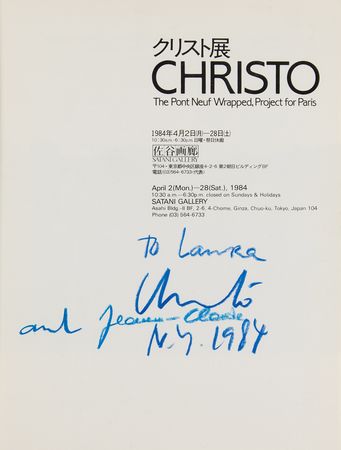 クリスト展
CHRISTO
The Pont Neuf Wrapped, Project for Paris
1984年4月2日(月)—28日(土)
10:30a.m.-6:30p.m. 日曜・祭日休廊
佐谷画廊
SATANI GALLERY
〒104・東京都中央区銀座4-2-6 第2朝日ビルディングBF
電話(03)564-6733(代表)
April 2(Mon.)—28(Sat.), 1984
10:30 a.m.—6:30p.m. closed on Sundays & Holidays
SATANI GALLERY
Asahi Bldg.-II BF, 2-6, 4-Chome, Ginza, Chuo-ku, Tokyo, Japan 104
Phone (03) 564-6733
To Laura
Christo
and Jeanne-Claude
N.Y. 1984